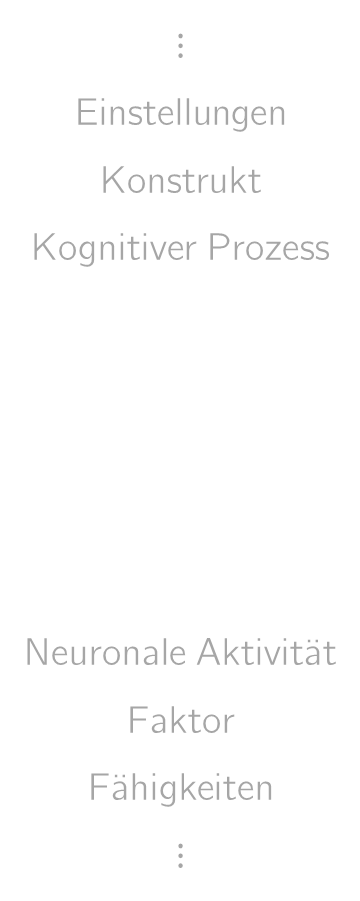 ⋮
Einstellungen
Konstrukt
Kognitiver Prozess
Neuronale Aktivität
Faktor
Fähigkeiten
⋮